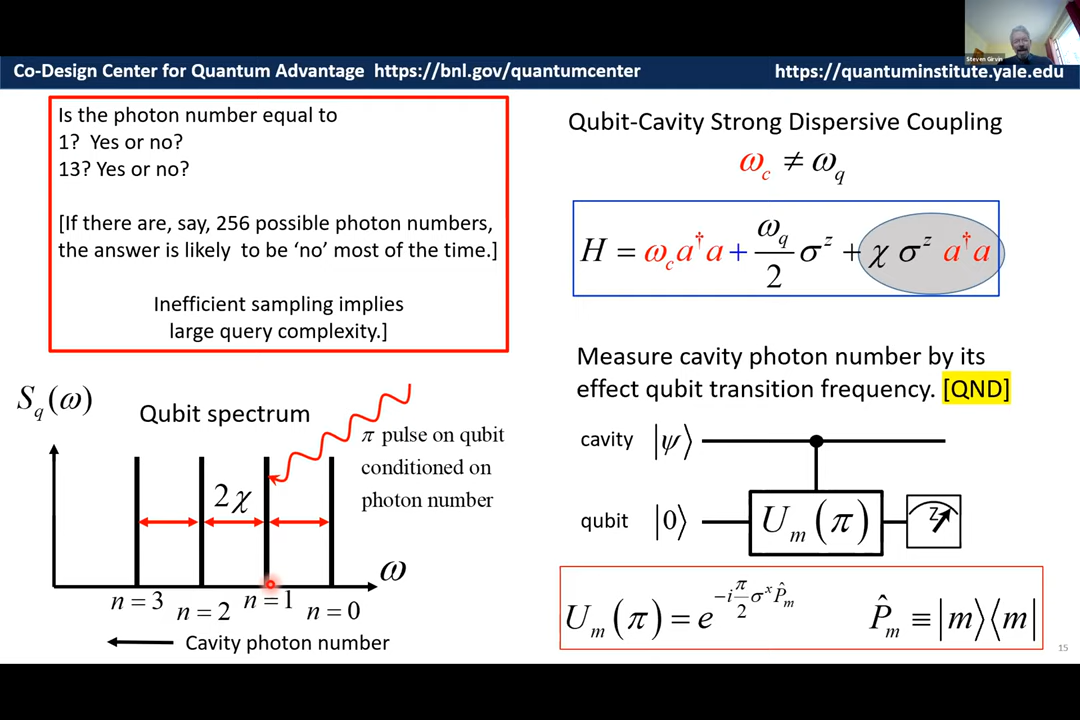 Steven Girvin
Co-Design Center for Quantum Advantage https://bnl.gov/quantumcenter
https://quantuminstitute.yale.edu
Is the photon number equal to
1? Yes or no?
13? Yes or no?
[If there are, say, 256 possible photon numbers,
the answer is likely to be ‘no’ most of the time.]
Inefficient sampling implies
large query complexity.]
S_q(ω)
Qubit spectrum
π pulse on qubit
conditioned on
photon number
2χ
ω
n = 3 n = 2 n = 1 n = 0
Cavity photon number
Qubit-Cavity Strong Dispersive Coupling
ω_c ≠ ω_q
H = ω_c a†a + ω_q/2 σ^z + χ σ^z a†a
Measure cavity photon number by its
effect qubit transition frequency. [QND]
cavity |ψ⟩
qubit |0⟩ U_m(π) Z
U_m(π) = e^{-i π/2 σ^x P̂_m} P̂_m ≡ |m⟩⟨m|
15